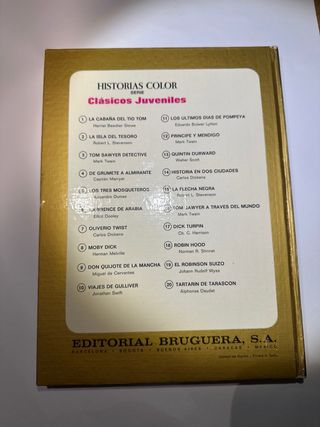 HISTORIAS COLOR
SERIE
Clásicos Juveniles
1 LA CABAÑA DEL TIO TOM
Harriet Beecher Stowe
2 LA ISLA DEL TESORO
Robert L. Stevenson
3 TOM SAWYER DETECTIVE
Mark Twain
4 DE GRUMETE A ALMIRANTE
Capitán Marryat
5 LOS TRES MOSQUETEROS
Alejandro Dumas
6 LAWRENCE DE ARABIA
Elliot Dooley
7 OLIVERIO TWIST
Carlos Dickens
8 MOBY DICK
Herman Melville
9 DON QUIJOTE DE LA MANCHA
Miguel de Cervantes
10 VIAJES DE GULLIVER
Jonathan Swift
11 LOS ULTIMOS DIAS DE POMPEYA
Eduardo Bulwer Lytton
12 PRINCIPE Y MENDIGO
Mark Twain
13 QUINTIN DURWARD
Walter Scott
14 HISTORIA EN DOS CIUDADES
Carlos Dickens
15 LA FLECHA NEGRA
Robert L. Stevenson
TOM SAWYER A TRAVES DEL MUNDO
Mark Twain
17 DICK TURPIN
Ch. C. Harrison
18 ROBIN HOOD
Norman R. Stinnet
19 EL ROBINSON SUIZO
Johann Rudolf Wyss
20 TARTARIN DE TARASCON
Alphonse Daudet
EDITORIAL BRUGUERA, S.A.
BARCELONA • BOGOTA • BUENOS AIRES • CARACAS • MEXICO